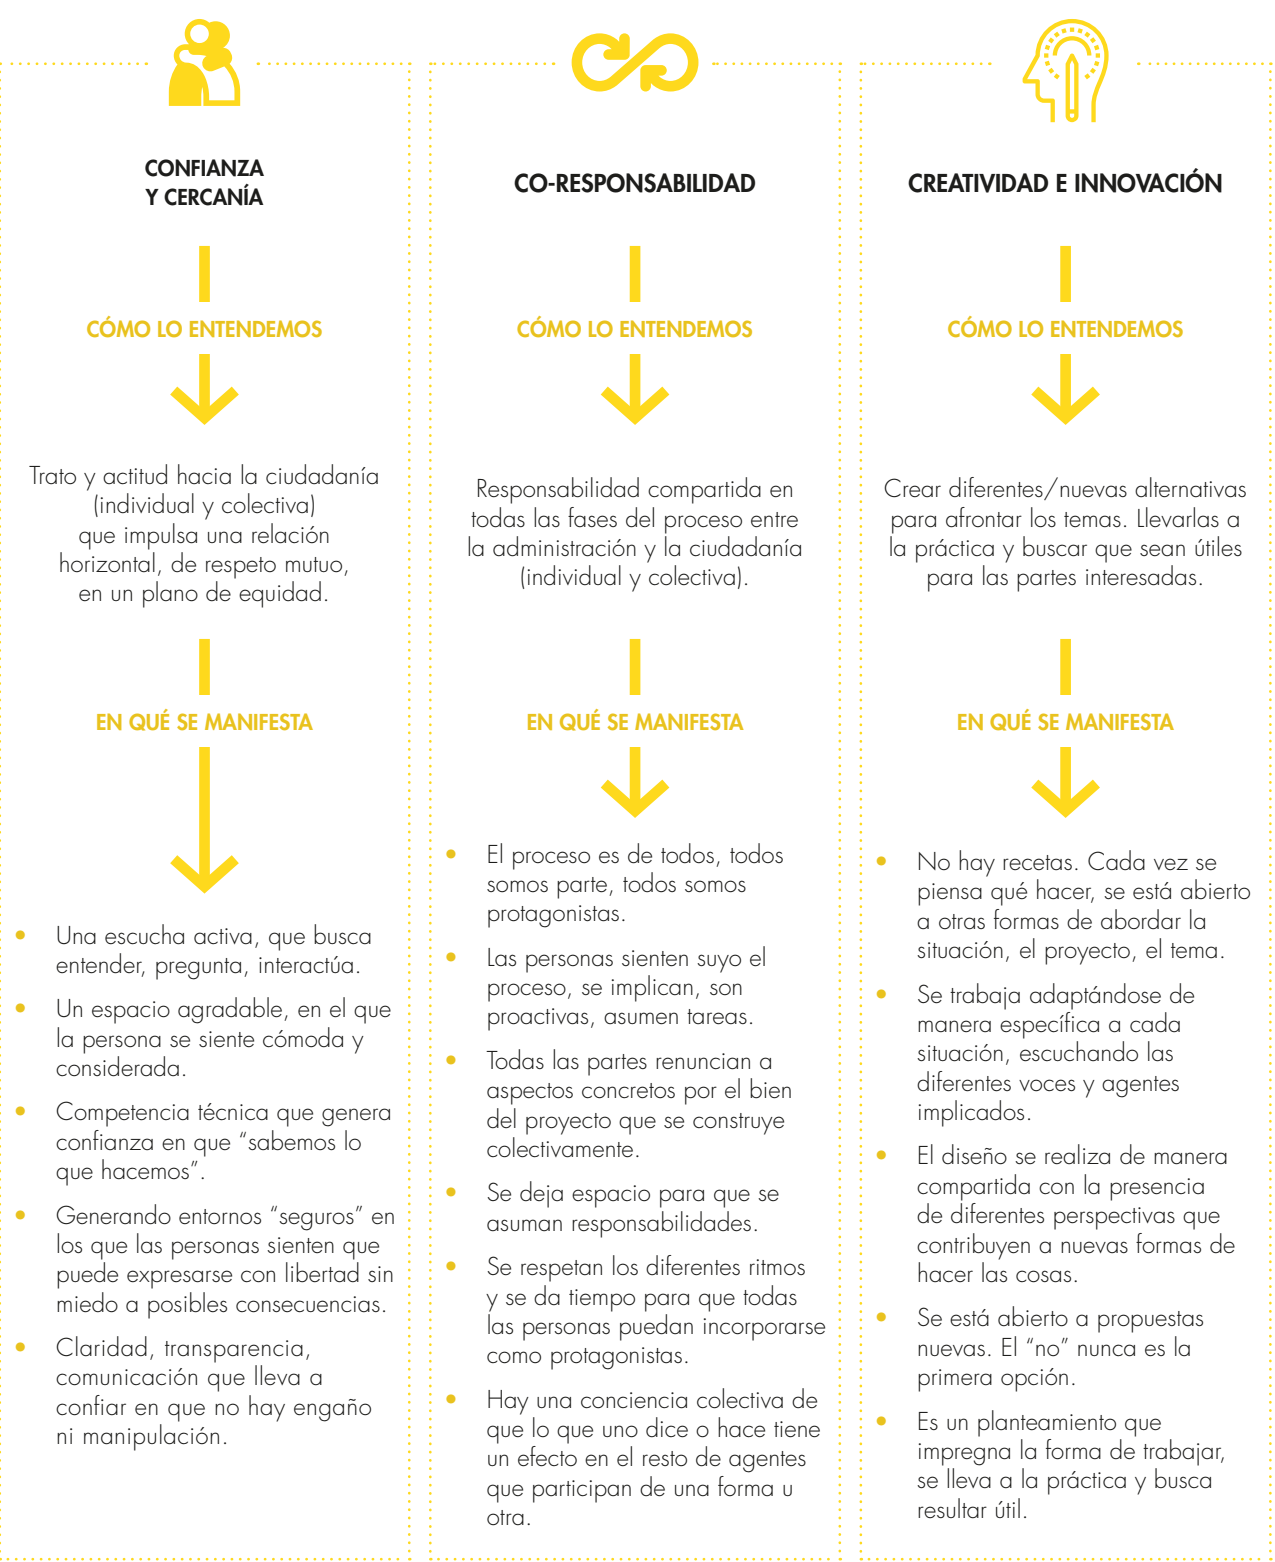 CONFIANZA
Y CERCANÍA
CÓMO LO ENTENDEMOS
Trato y actitud hacia la ciudadanía
(individual y colectiva)
que impulsa una relación
horizontal, de respeto mutuo,
en un plano de equidad.
EN QUÉ SE MANIFESTA
• Una escucha activa, que busca
entender, pregunta, interactúa.
• Un espacio agradable, en el que
la persona se siente cómoda y
considerada.
• Competencia técnica que genera
confianza en que “sabemos lo
que hacemos”.
• Generando entornos “seguros” en
los que las personas sienten que
puede expresarse con libertad sin
miedo a posibles consecuencias.
• Claridad, transparencia,
comunicación que lleva a
confiar en que no hay engaño
ni manipulación.
CO-RESPONSABILIDAD
CÓMO LO ENTENDEMOS
Responsabilidad compartida en
todas las fases del proceso entre
la administración y la ciudadanía
(individual y colectiva).
EN QUÉ SE MANIFESTA
• El proceso es de todos, todos
somos parte, todos somos
protagonistas.
• Las personas sienten suyo el
proceso, se implican, son
proactivas, asumen tareas.
• Todas las partes renuncian a
aspectos concretos por el bien
del proyecto que se construye
colectivamente.
• Se deja espacio para que se
asuman responsabilidades.
• Se respetan los diferentes ritmos
y se da tiempo para que todas
las personas puedan incorporarse
como protagonistas.
• Hay una conciencia colectiva de
que lo que uno dice o hace tiene
un efecto en el resto de agentes
que participan de una forma u
otra.
CREATIVIDAD E INNOVACIÓN
CÓMO LO ENTENDEMOS
Crear diferentes/nuevas alternativas
para afrontar los temas. Llevarlas a
la práctica y buscar que sean útiles
para las partes interesadas.
EN QUÉ SE MANIFESTA
• No hay recetas. Cada vez se
piensa qué hacer, se está abierto
a otras formas de abordar la
situación, el proyecto, el tema.
• Se trabaja adaptándose de
manera específica a cada
situación, escuchando las
diferentes voces y agentes
implicados.
• El diseño se realiza de manera
compartida con la presencia
de diferentes perspectivas que
contribuyen a nuevas formas de
hacer las cosas.
• Se está abierto a propuestas
nuevas. El “no” nunca es la
primera opción.
• Es un planteamiento que
impregna la forma de trabajar,
se lleva a la práctica y busca
resultar útil.